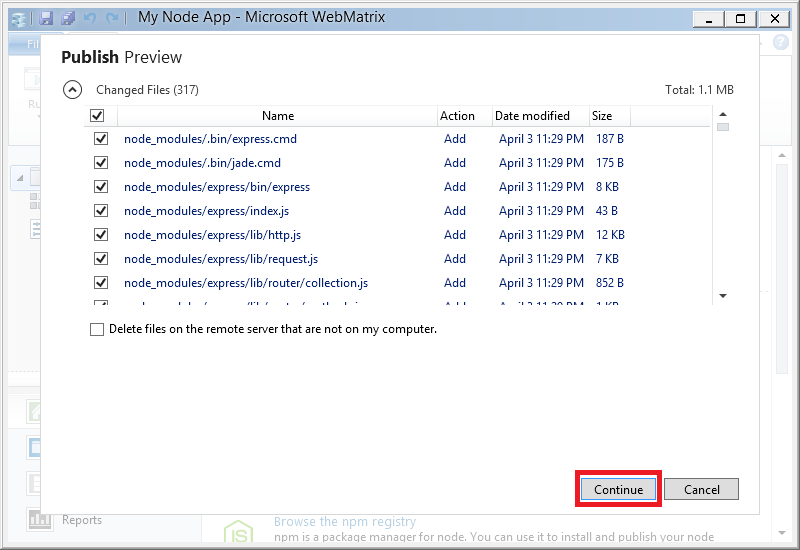 My Node App - Microsoft WebMatrix
Publish Preview
Changed Files (317) Total: 1.1 MB
Name Action Date modified Size
node_modules/.bin/express.cmd Add April 3 11:29 PM 187 B
node_modules/.bin/jade.cmd Add April 3 11:29 PM 175 B
node_modules/express/bin/express Add April 3 11:29 PM 8 KB
node_modules/express/index.js Add April 3 11:29 PM 43 B
node_modules/express/lib/http.js Add April 3 11:29 PM 12 KB
node_modules/express/lib/request.js Add April 3 11:29 PM 7 KB
node_modules/express/lib/router/collection.js Add April 3 11:29 PM 852 B
Delete files on the remote server that are not on my computer.
Continue Cancel
Reports
Browse the npm registry
npm is a package manager for node. You can use it to install and publish your node